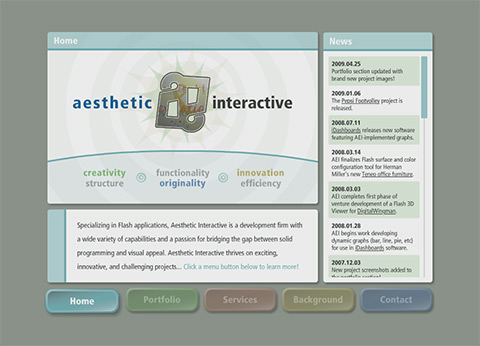 Home
aesthetic interactive
creativity functionality innovation
structure originality efficiency
Specializing in Flash applications, Aesthetic Interactive is a development firm with
a wide variety of capabilities and a passion for bridging the gap between solid
programming and visual appeal. Aesthetic Interactive thrives on exciting,
innovative, and challenging projects... Click a menu button below to learn more!
News
2009.04.25
Portfolio section updated with
brand new project images!
2009.01.06
The Pepsi Footvolley project is
released.
2008.07.11
iDashboards releases new software
featuring AEI-implemented graphs.
2008.03.14
AEI finalizes Flash surface and color
configuration tool for Herman
Miller's new Teneo office furniture.
2008.03.03
AEI completes first phase of
venture development of a Flash 3D
Viewer for DigitalWingman.
2008.01.28
AEI begins work developing
dynamic graphs (bar, line, pie, etc)
for use in iDashboards software.
2007.12.03
New project screenshots added to
Home Portfolio Services Background Contact